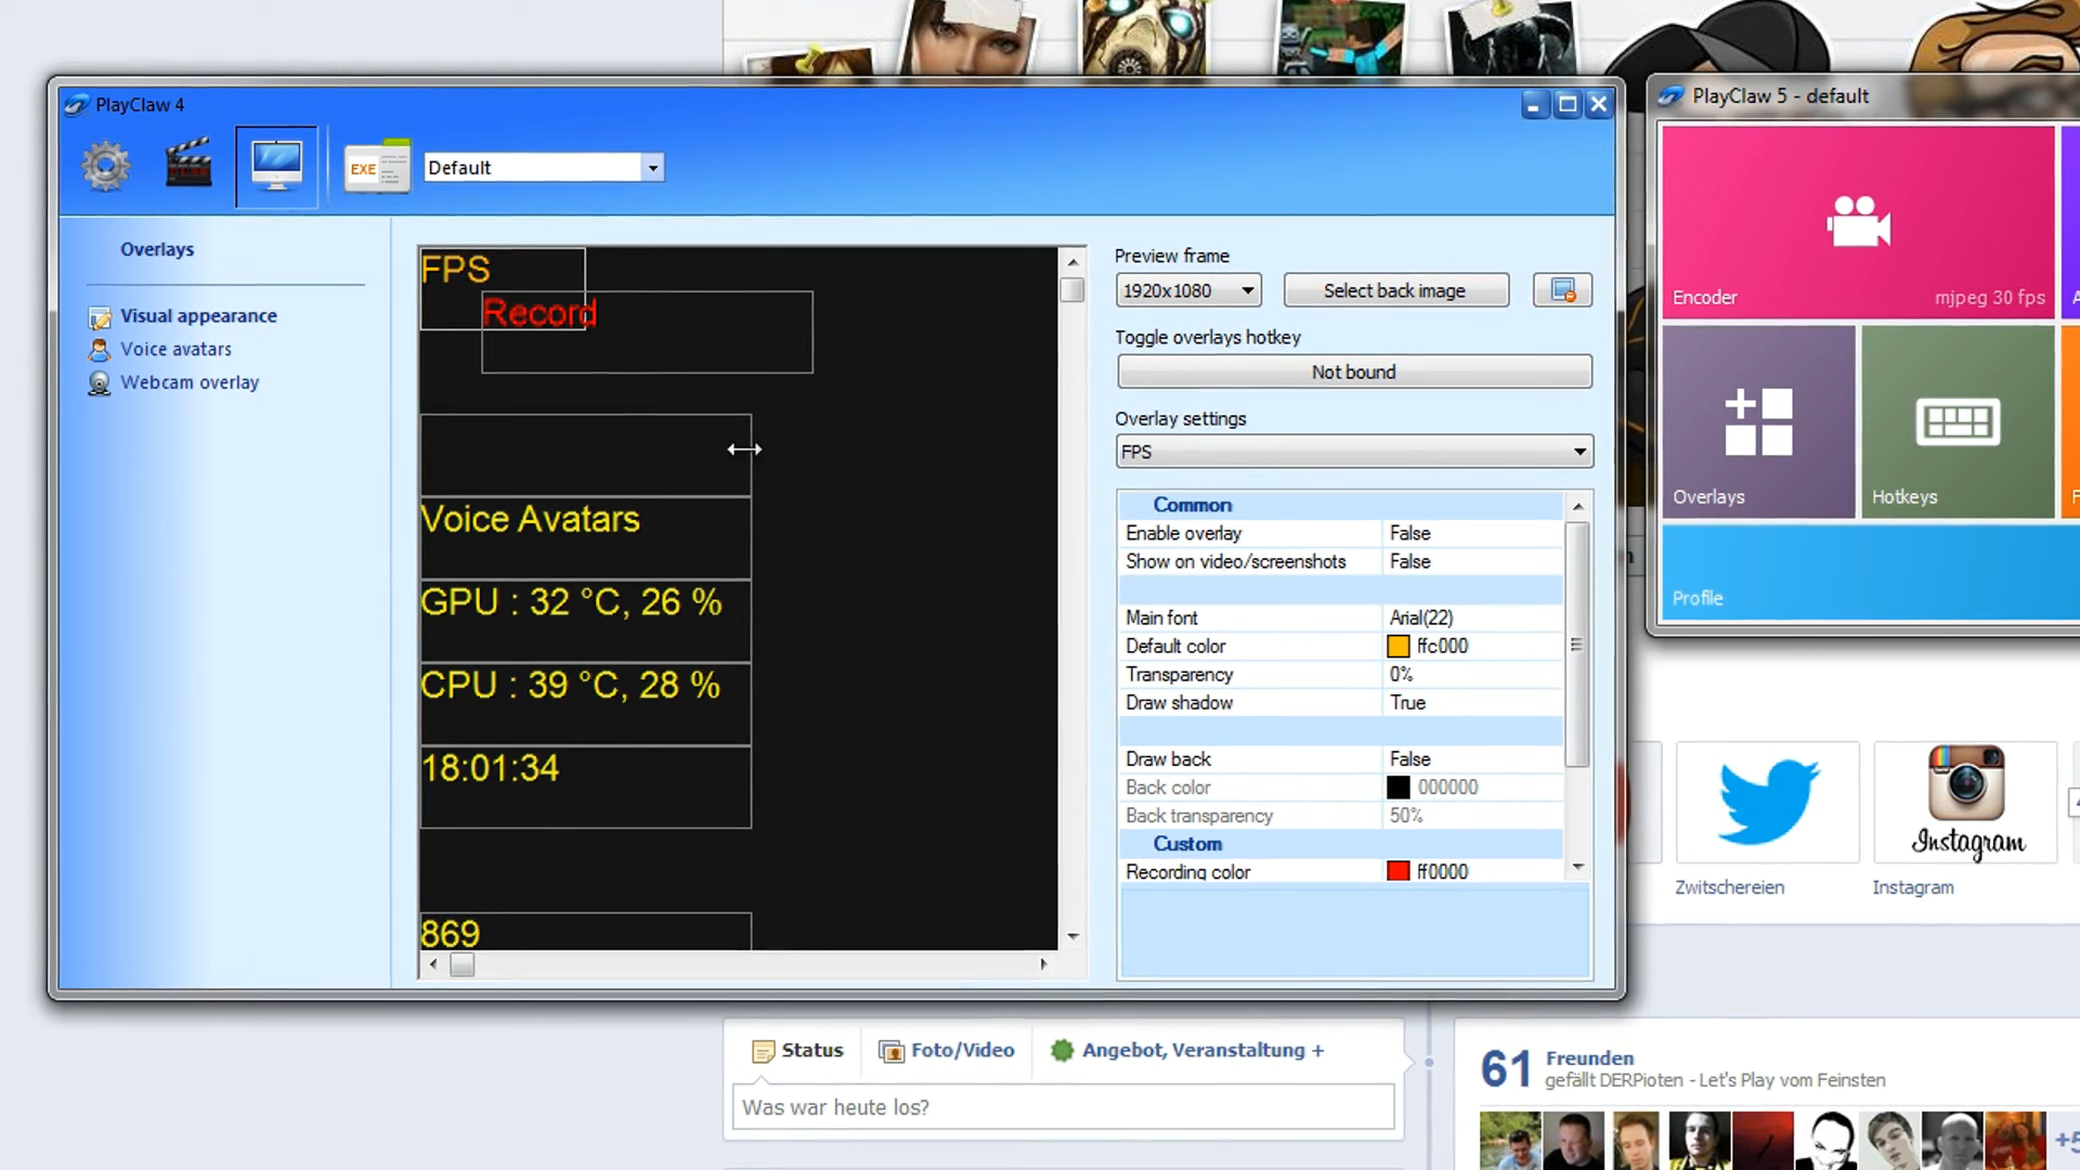 PlayClaw 4
EXE
Default
Overlays
Visual appearance
Voice avatars
Webcam overlay
FPS
Record
Voice Avatars
GPU : 32 °C, 26 %
CPU : 39 °C, 28 %
18:01:34
869
Preview frame
1920x1080
Select back image
Toggle overlays hotkey
Not bound
Overlay settings
FPS
Common
Enable overlay False
Show on video/screenshots False
Main font Arial(22)
Default color ffc000
Transparency 0%
Draw shadow True
Draw back False
Back color 000000
Back transparency 50%
Custom
Recording color ff0000
PlayClaw 5 - default
Encoder
mjpeg 30 fps
Overlays
Hotkeys
Profile
Instagram
Zwitschereien
Instagram
Status
Foto/Video
Angebot, Veranstaltung +
Was war heute los?
61 Freunden
gefällt DERPioten - Let's Play vom Feinsten